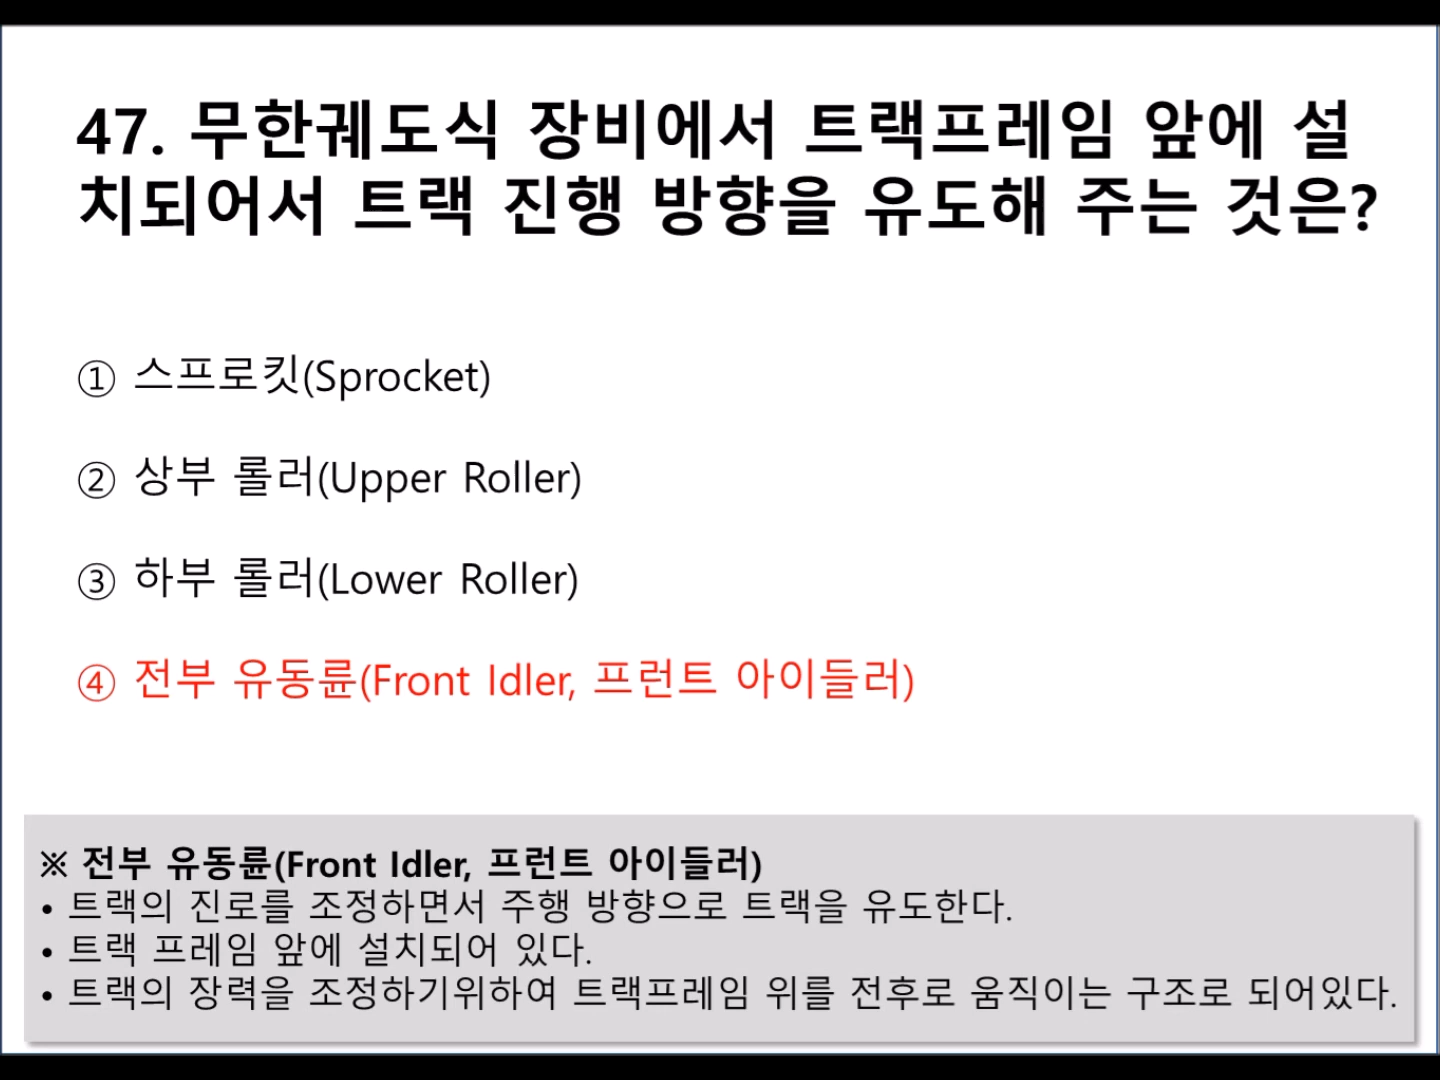 47. 무한궤도식 장비에서 트랙프레임 앞에 설
치되어서 트랙 진행 방향을 유도해 주는 것은?
① 스프로킷(Sprocket)
② 상부 롤러(Upper Roller)
③ 하부 롤러(Lower Roller)
④ 전부 유동륜(Front Idler, 프런트 아이들러)
※ 전부 유동륜(Front Idler, 프런트 아이들러)
• 트랙의 진로를 조정하면서 주행 방향으로 트랙을 유도한다.
• 트랙 프레임 앞에 설치되어 있다.
• 트랙의 장력을 조정하기위하여 트랙프레임 위를 전후로 움직이는 구조로 되어있다.